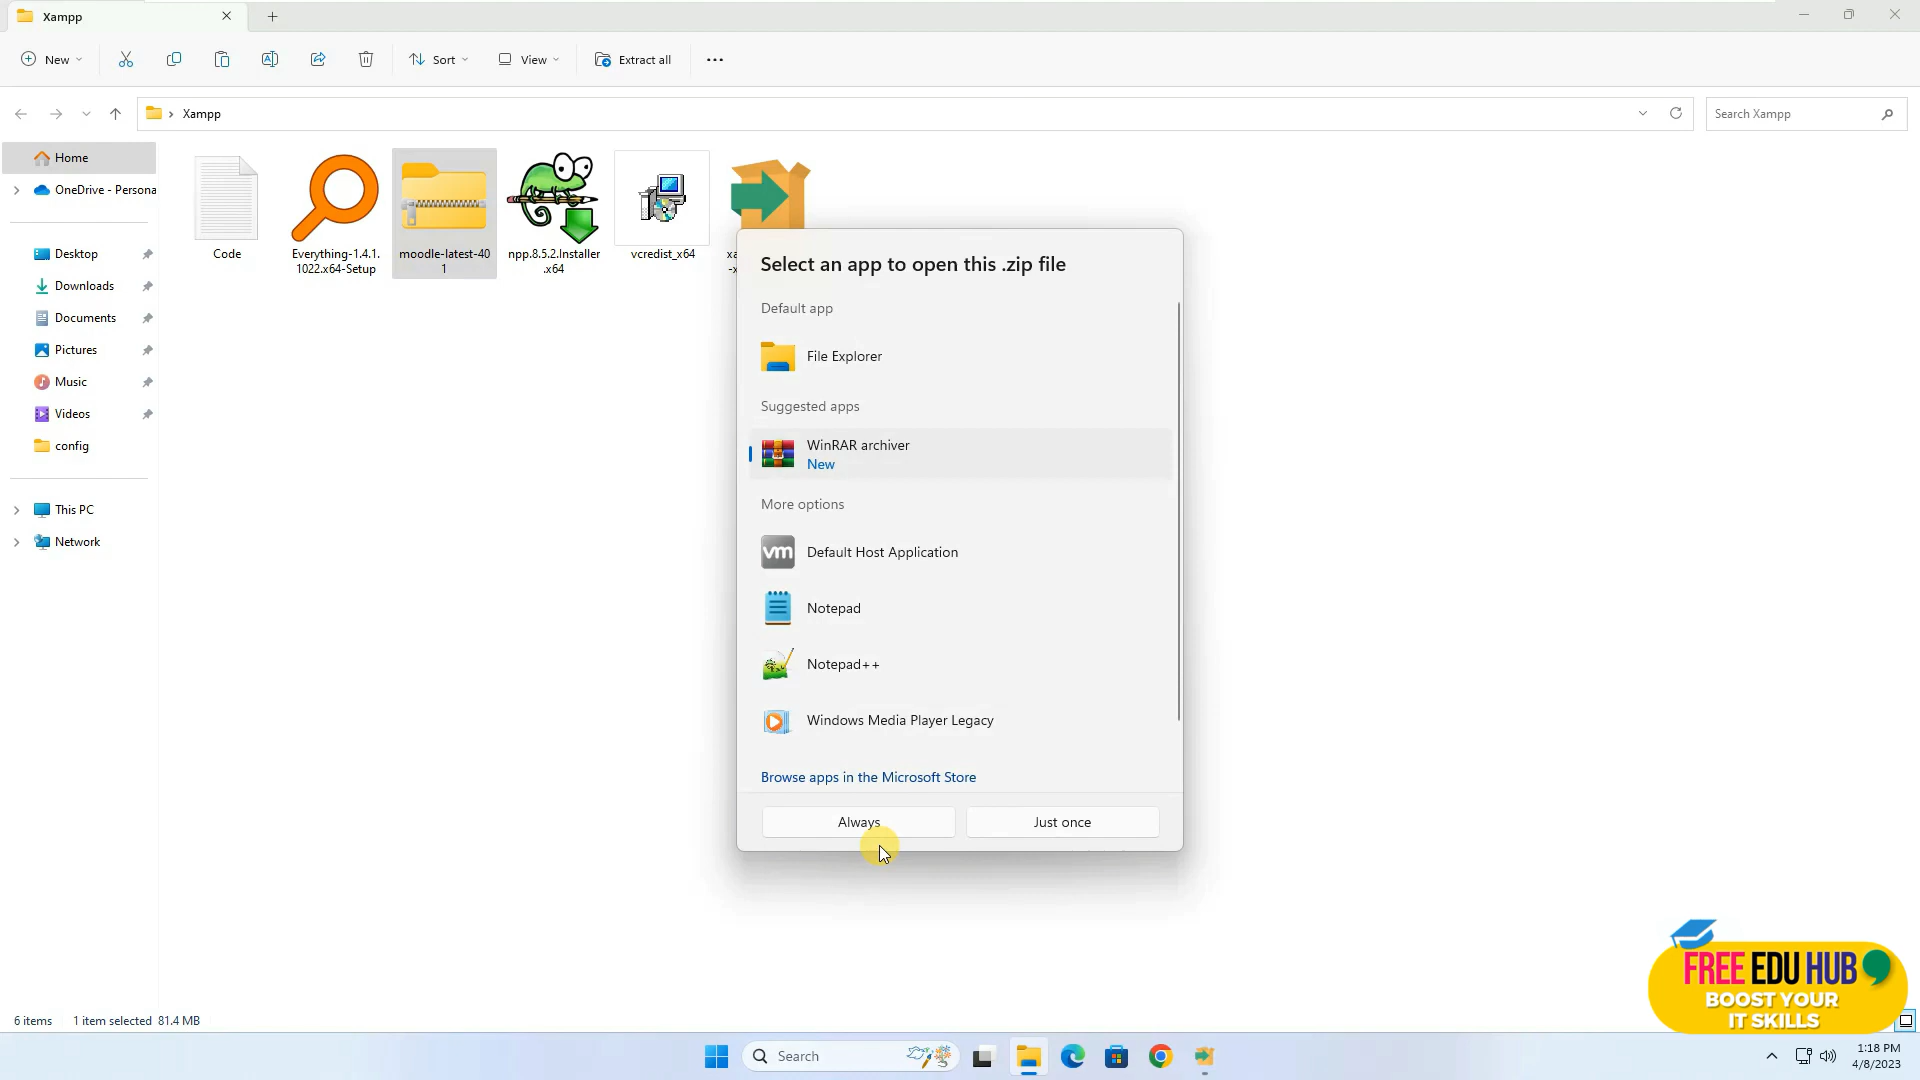 Xampp
New
Sort
View
Extract all
Xampp
Search Xampp
Home
OneDrive - Persona
Desktop
Downloads
Documents
Pictures
Music
Videos
config
This PC
Network
Code
Everything-1.4.1.
1022.x64-Setup
moodle-latest-40
1
npp.8.5.2.Installer
.x64
vcredist_x64
xa
-x
Select an app to open this .zip file
Default app
File Explorer
Suggested apps
WinRAR archiver
New
More options
vm
Default Host Application
Notepad
Notepad++
Windows Media Player Legacy
Browse apps in the Microsoft Store
Always
Just once
FREE EDU HUB
BOOST YOUR
IT SKILLS
6 items
1 item selected 81.4 MB
Search
1:18 PM
4/8/2023